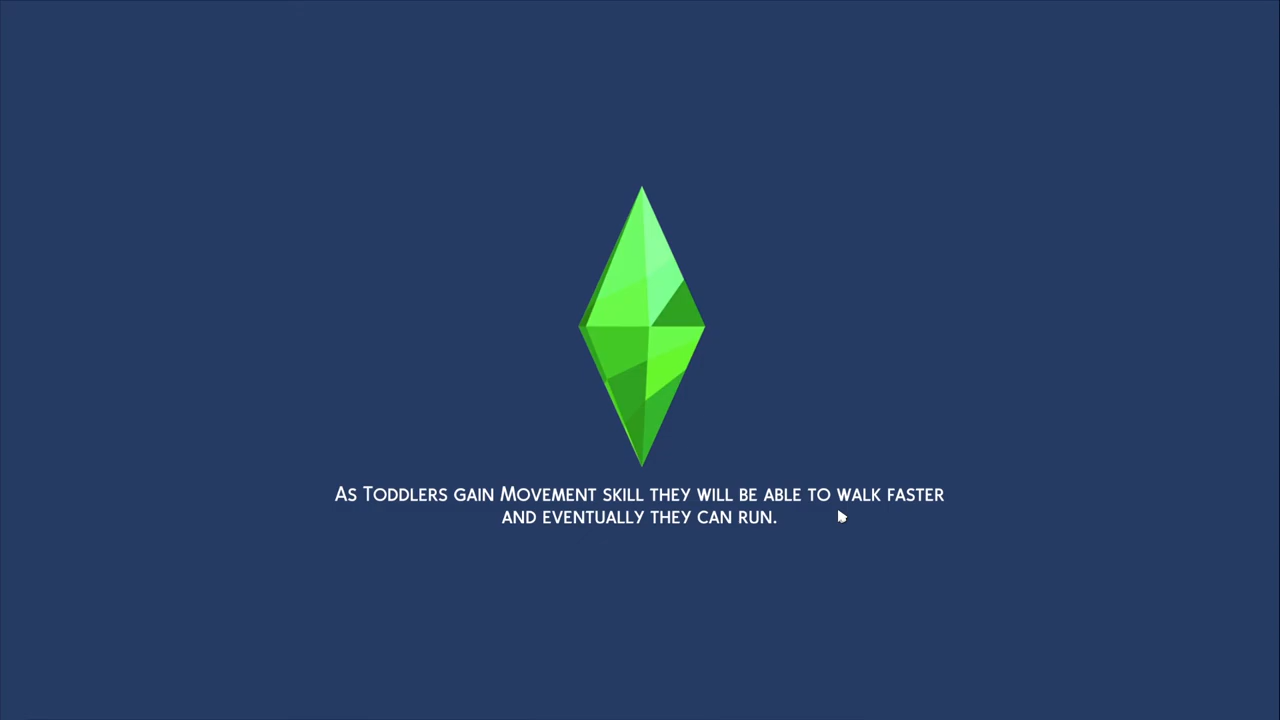 As Toddlers gain Movement skill they will be able to walk faster
and eventually they can run.